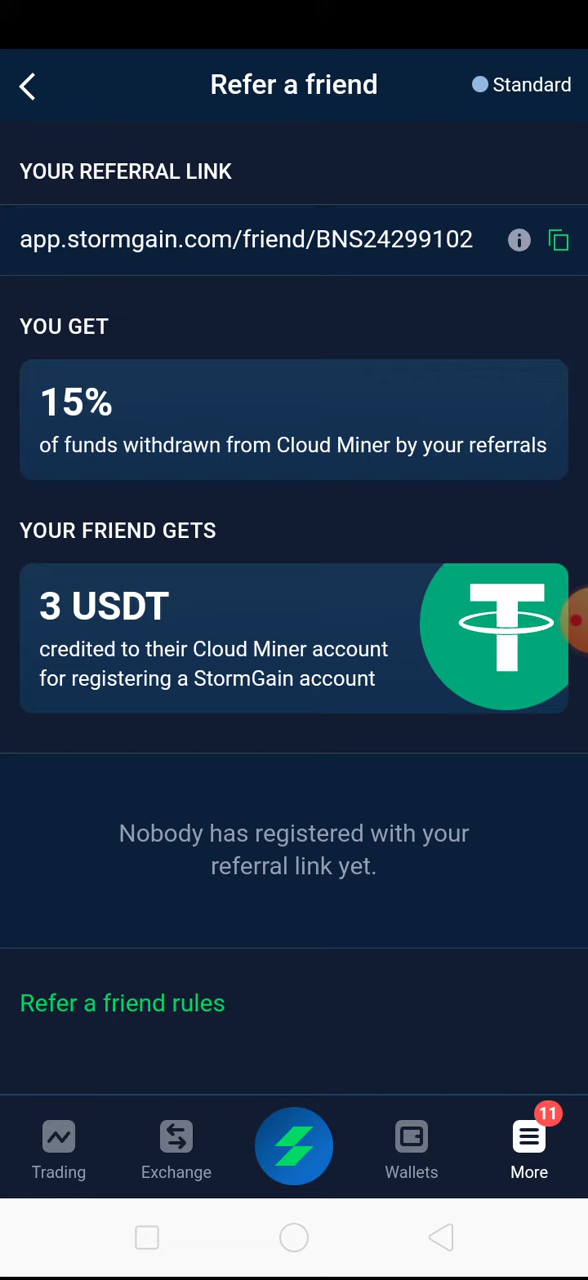 Refer a friend
Standard
YOUR REFERRAL LINK
app.stormgain.com/friend/BNS24299102
YOU GET
15%
of funds withdrawn from Cloud Miner by your referrals
YOUR FRIEND GETS
3 USDT
credited to their Cloud Miner account
for registering a StormGain account
Nobody has registered with your
referral link yet.
Refer a friend rules
11
Trading
Exchange
Wallets
More